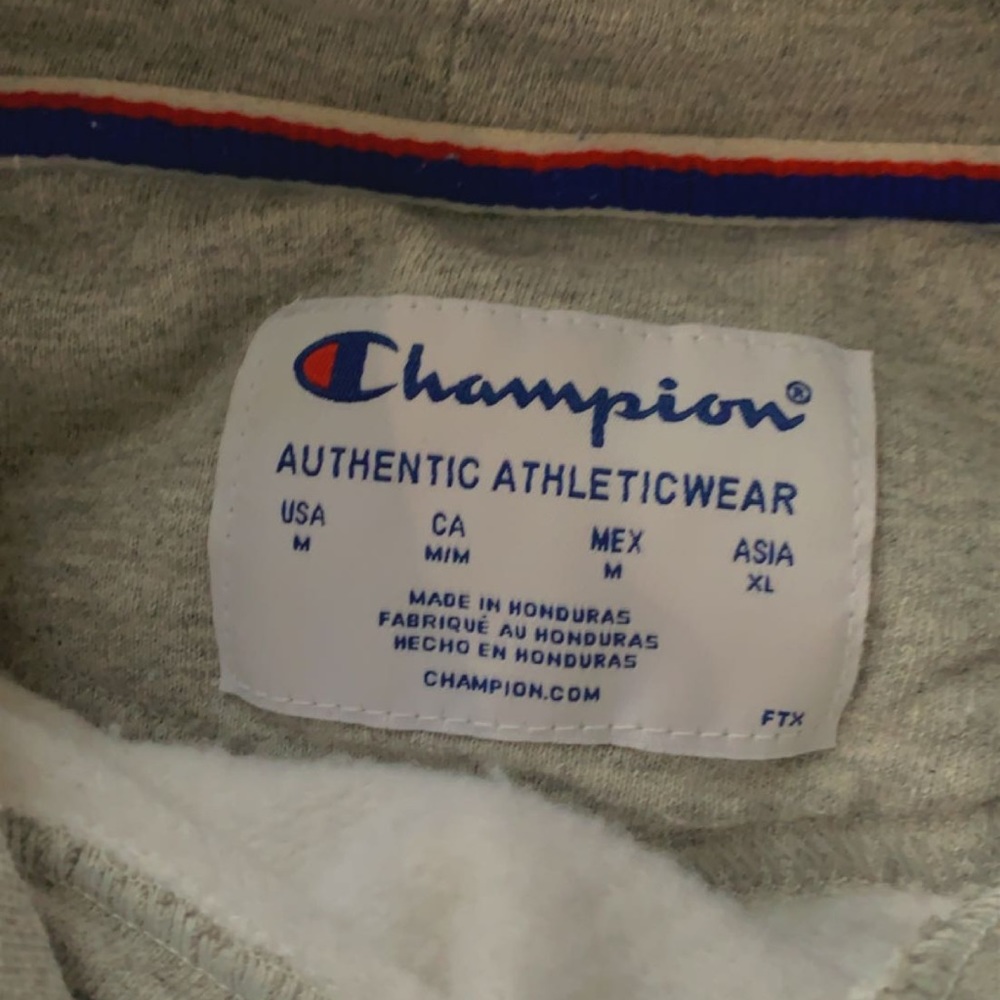 Champion®
AUTHENTIC ATHLETICWEAR
USA CA MEX ASIA
M M/M M XL
MADE IN HONDURAS
FABRIQUÉ AU HONDURAS
HECHO EN HONDURAS
CHAMPION.COM
FTX